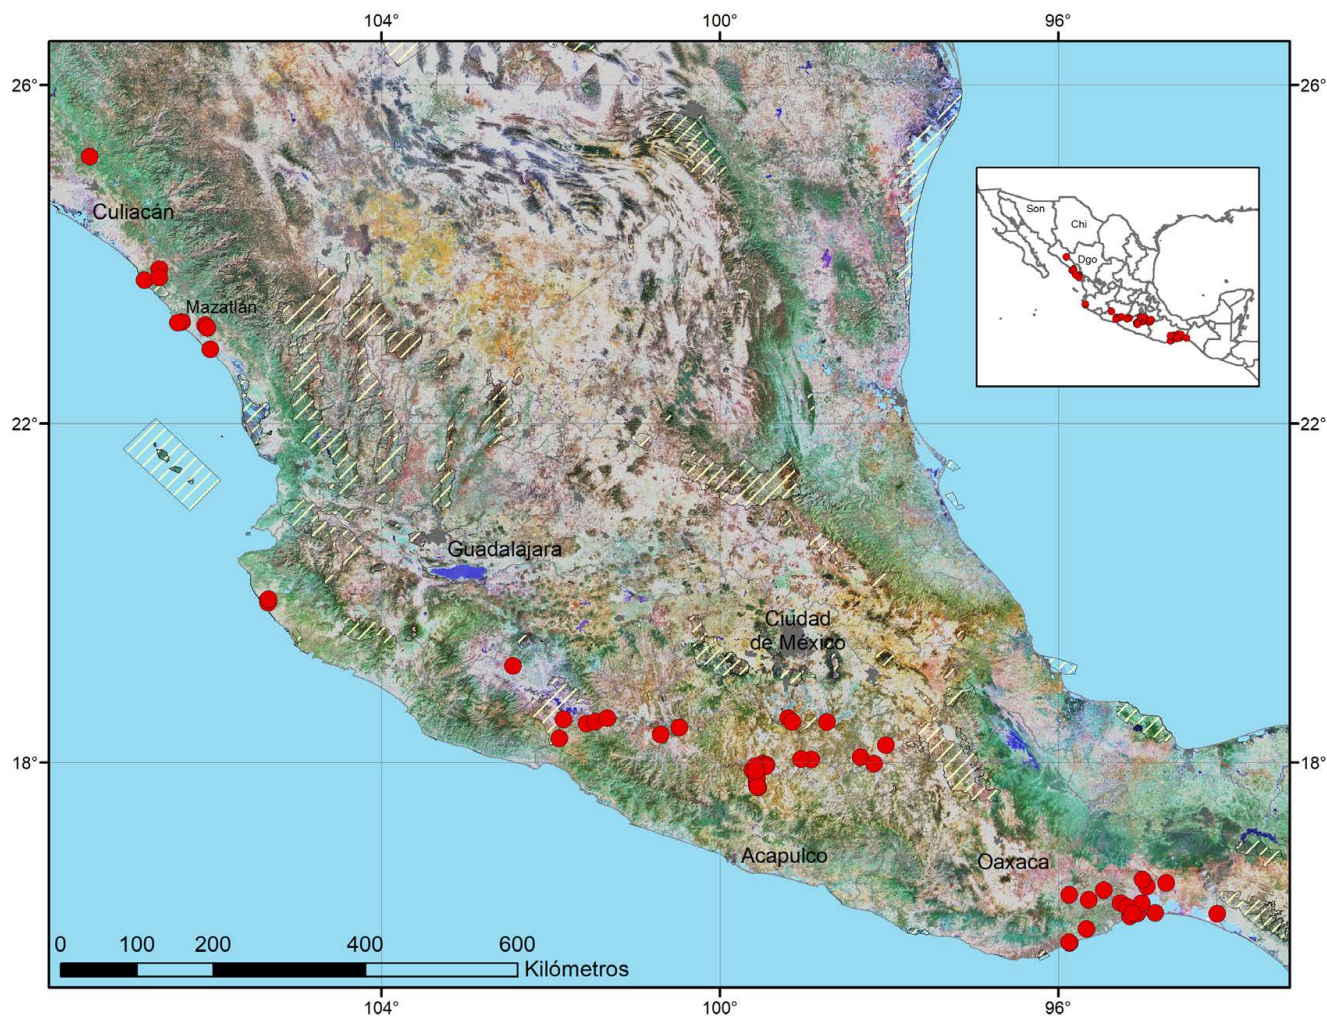 104°
100°
96°
26°
26°
Son
Chi
Dgo
Culiacán
Mazatlán
22°
22°
Guadalajara
Ciudad
de México
18°
18°
Acapulco
Oaxaca
0
100
200
400
600
Kilómetros
104°
100°
96°